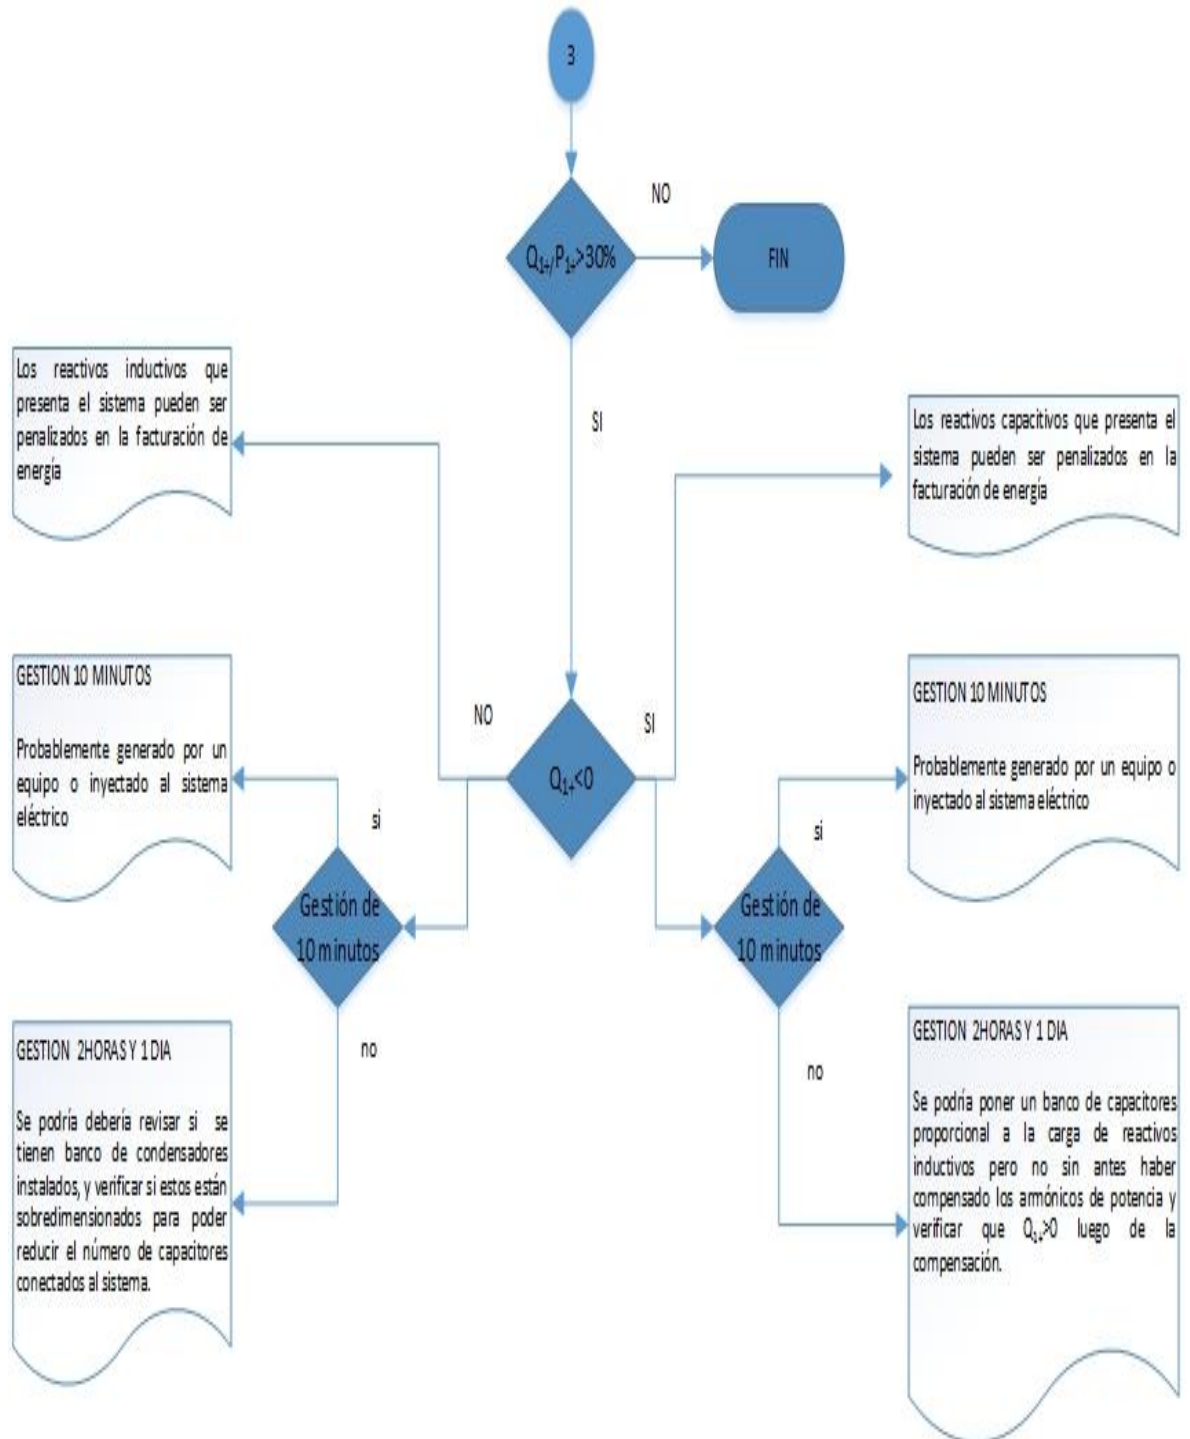 3
NO
Q1+/P1+>30%
FIN
SI
Los reactivos inductivos que
presenta el sistema pueden ser
penalizados en la facturación de
energía
Los reactivos capacitivos que presenta el
sistema pueden ser penalizados en la
facturación de energía
NO
SI
Q1+<0
GESTION 10 MINUTOS
Probablemente generado por un
equipo o inyectado al sistema
eléctrico
GESTION 10 MINUTOS
Probablemente generado por un equipo o
inyectado al sistema eléctrico
si
si
Gestión de
10 minutos
Gestión de
10 minutos
no
no
GESTION 2HORAS Y 1 DIA
Se podría debería revisar si se
tienen banco de condensadores
instalados, y verificar si estos están
sobredimensionados para poder
reducir el número de capacitores
conectados al sistema.
GESTION 2HORAS Y 1 DIA
Se podría poner un banco de capacitores
proporcional a la carga de reactivos
inductivos pero no sin antes haber
compensado los armónicos de potencia y
verificar que Q1+>0 luego de la
compensación.